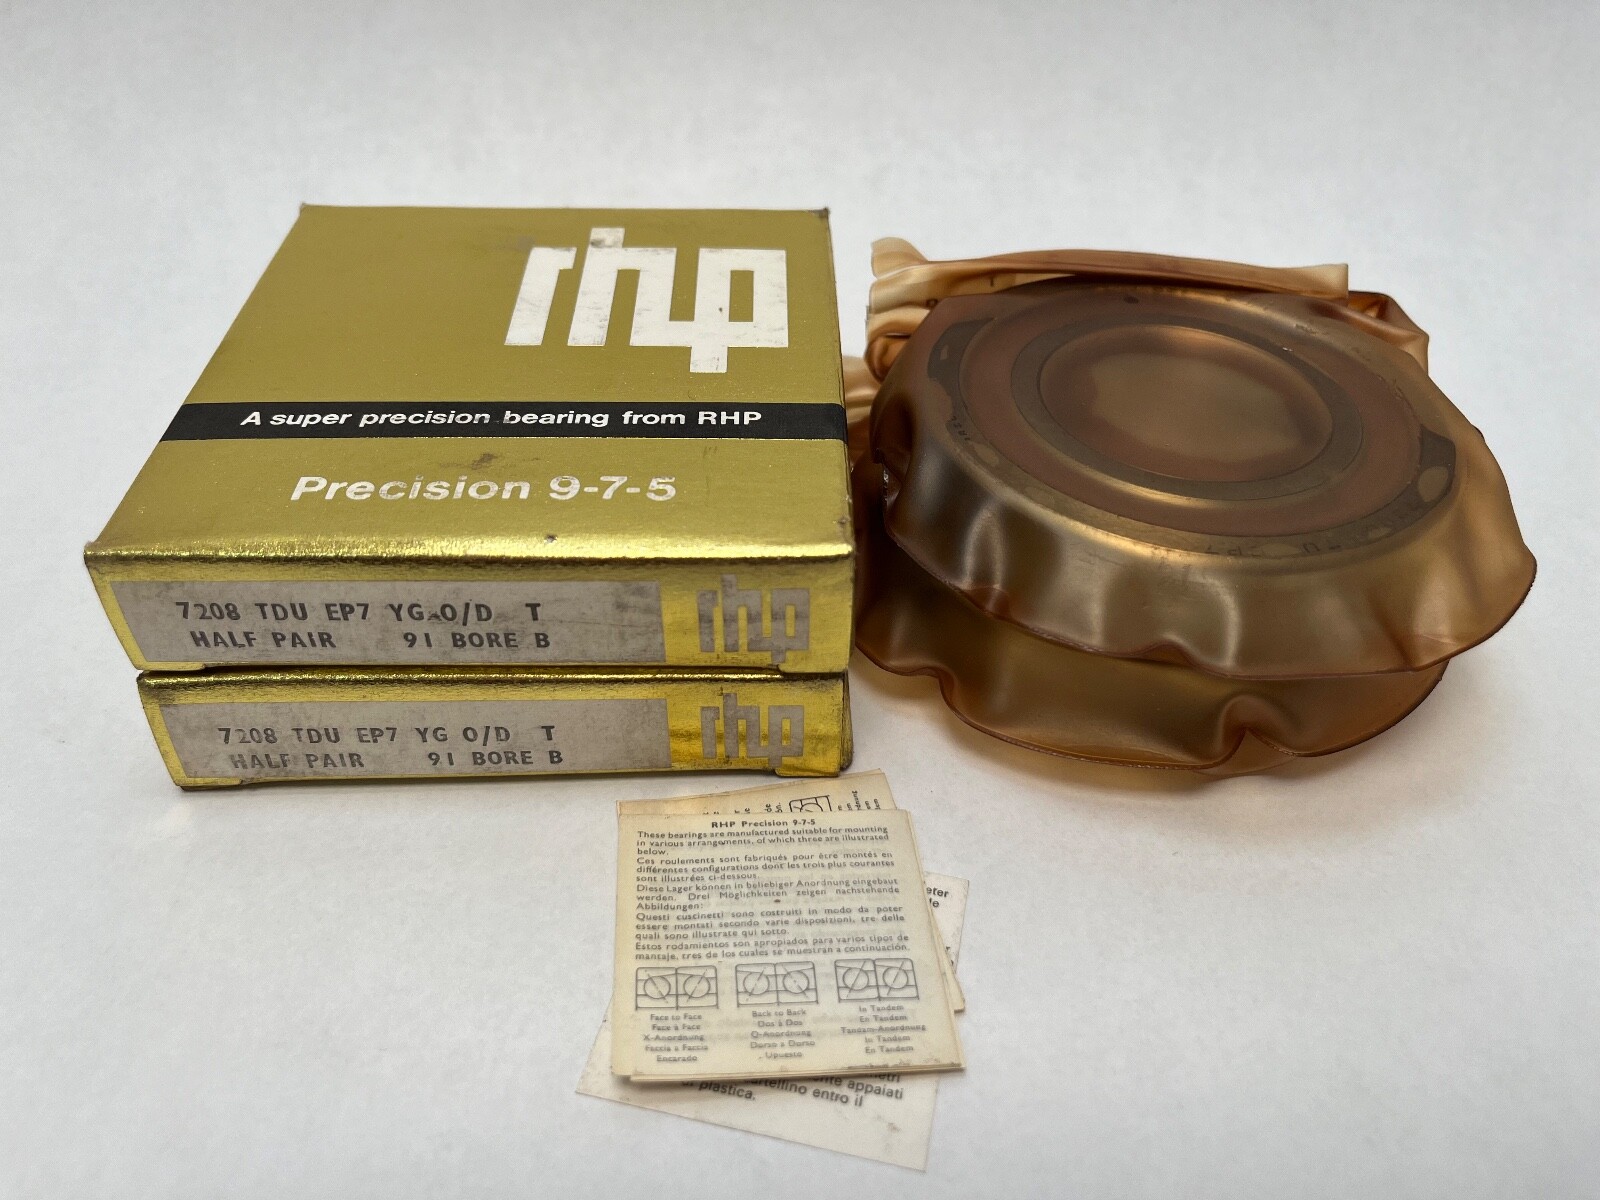 rhp
A super precision bearing from RHP
Precision 9-7-5
7208 TDU EP7 YG O/D T
HALF PAIR 91 BORE B
rhp
7208 TDU EP7 YG O/D T
HALF PAIR 91 BORE B
rhp
RHP Precision 9-7-5
These bearings are manufactured suitable for mounting
in various arrangements, of which three are illustrated
below.
Ces roulements sont fabriqués pour être montés en
différentes configurations dont les trois plus courantes
sont illustrées ci-dessous.
Diese Lager können in beliebiger Anordnung eingebaut
werden. Drei Möglichkeiten zeigen nachstehende
Abbildungen:
Questi cuscinetti sono costruiti in modo da poter
essere montati secondo varie disposizioni, tre delle
quali sono illustrate qui sotto.
Estos rodamientos son apropiados para varios tipos de
mantaje, tres de los cuales se muestran a continuación.
Face to Face
Face à Face
X-Anordnung
Faccia a Faccia
Encarado
Back to Back
Dos à Dos
O-Anordnung
Dorso a Dorso
Upuesto
In Tandem
En Tandem
Tandem-Anordnung
In Tandem
En Tandem
appaiati
plastica.
entro il